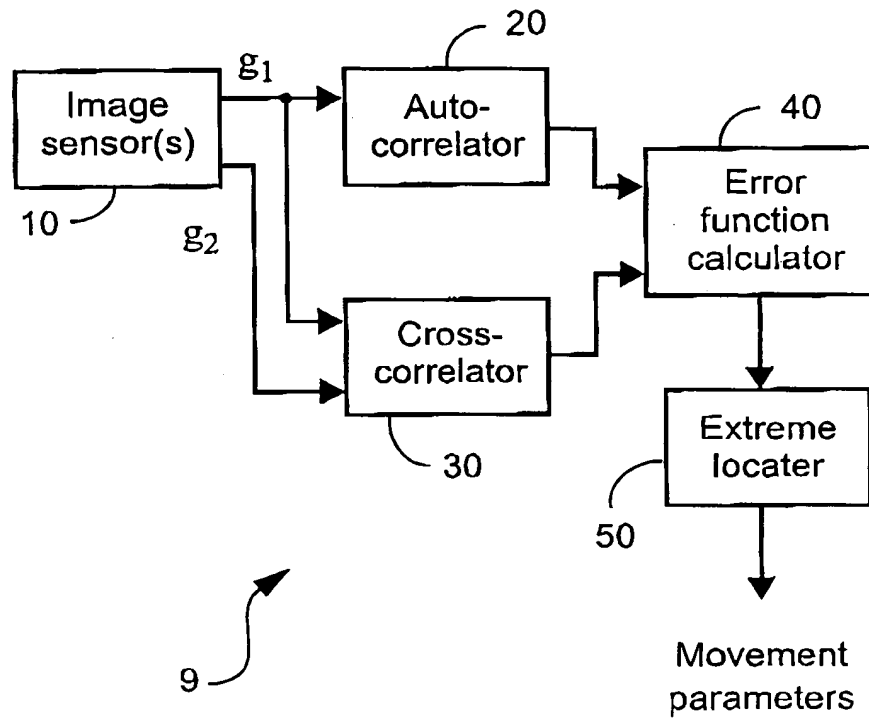 20
g1
Image
sensor(s)
10
Auto-
correlator
40
Error
function
calculator
g2
Cross-
correlator
30
Extreme
locater
50
9
Movement
parameters